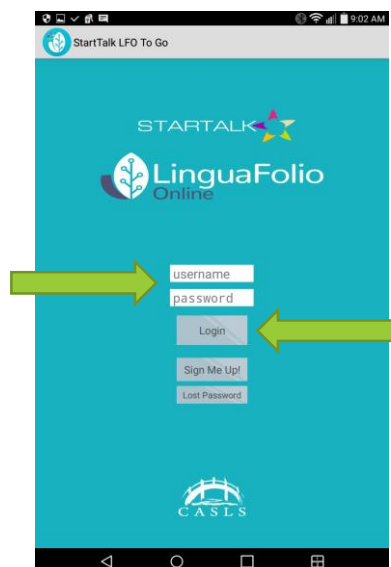 9:02 AM
StartTalk LFO To Go
STARTALK
LinguaFolio
Online
username
password
Login
Sign Me Up!
Lost Password
CASLS